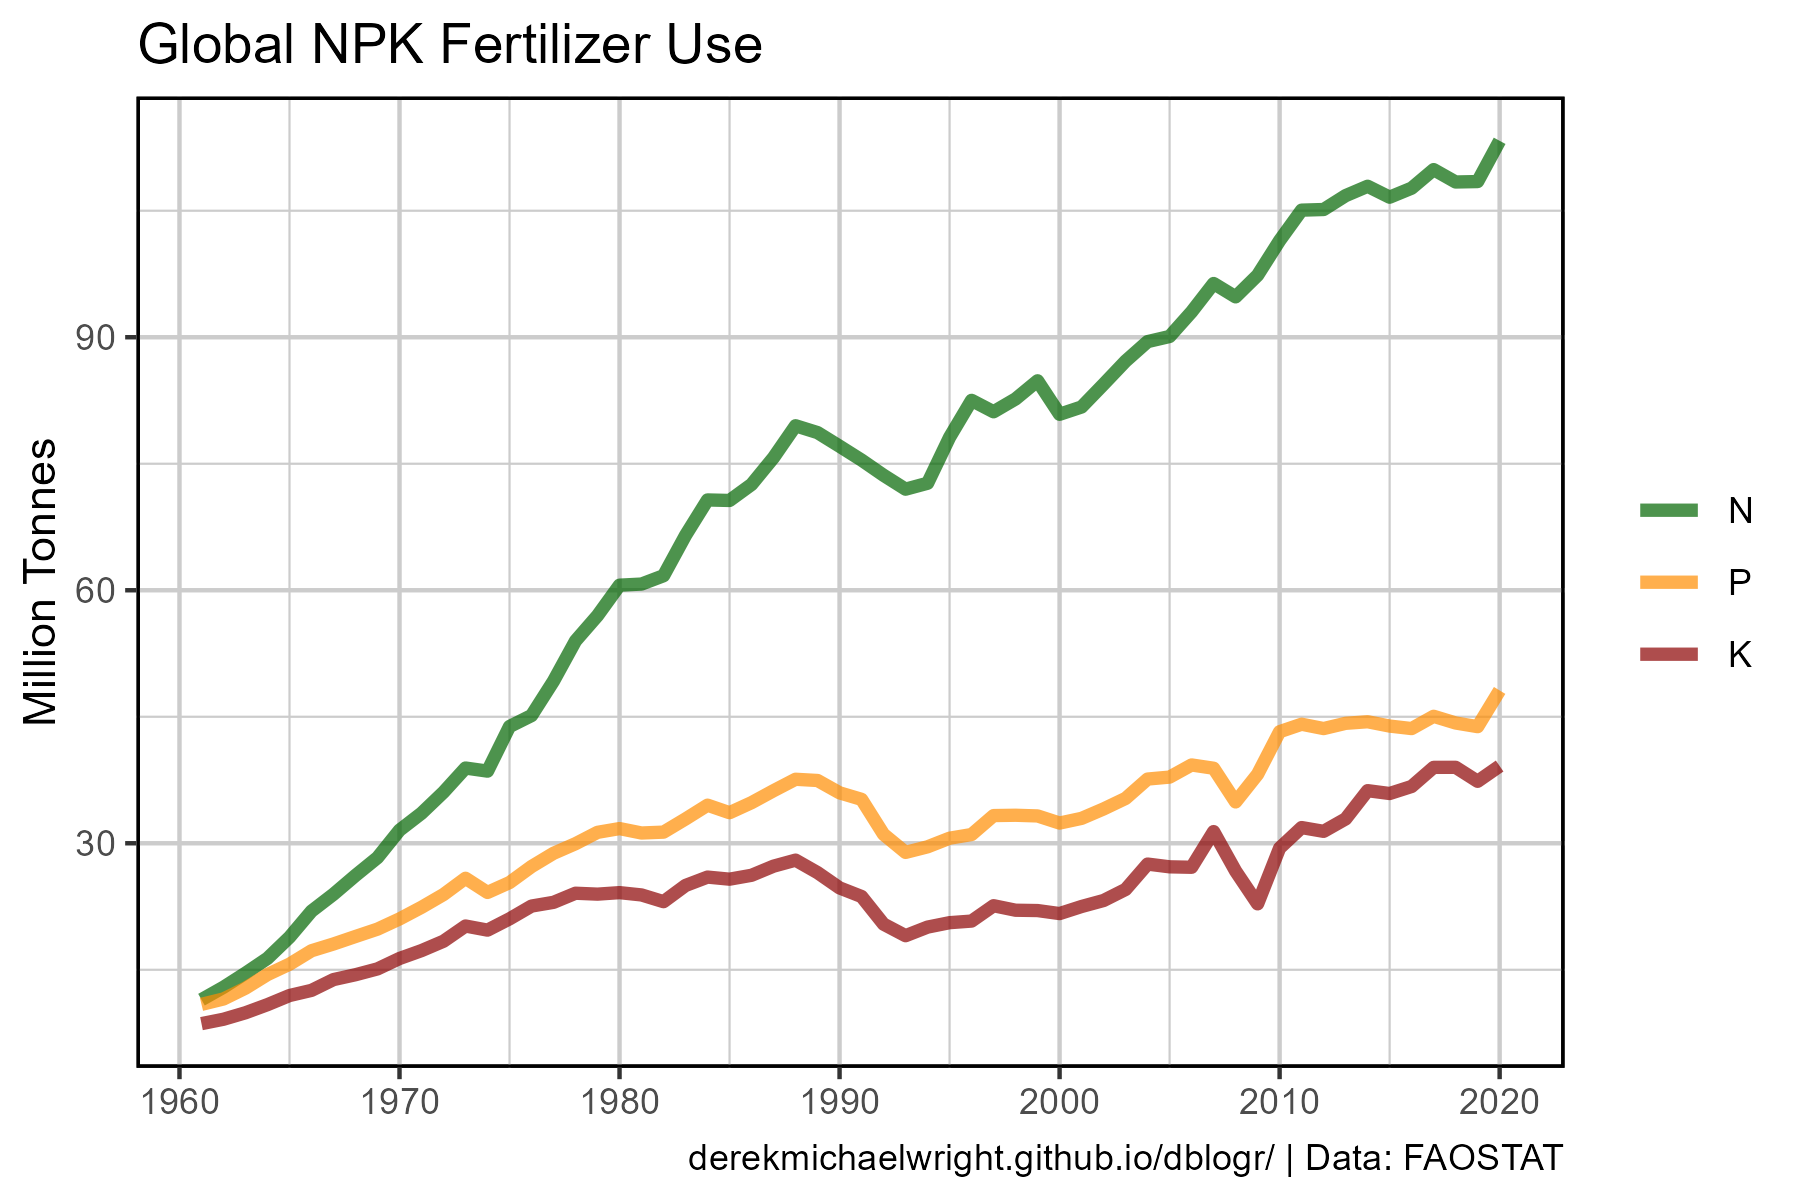 Global NPK Fertilizer Use
Million Tonnes
90
60
30
1960 1970 1980 1990 2000 2010 2020
N
P
K
derekmichaelwright.github.io/dblogr/ | Data: FAOSTAT